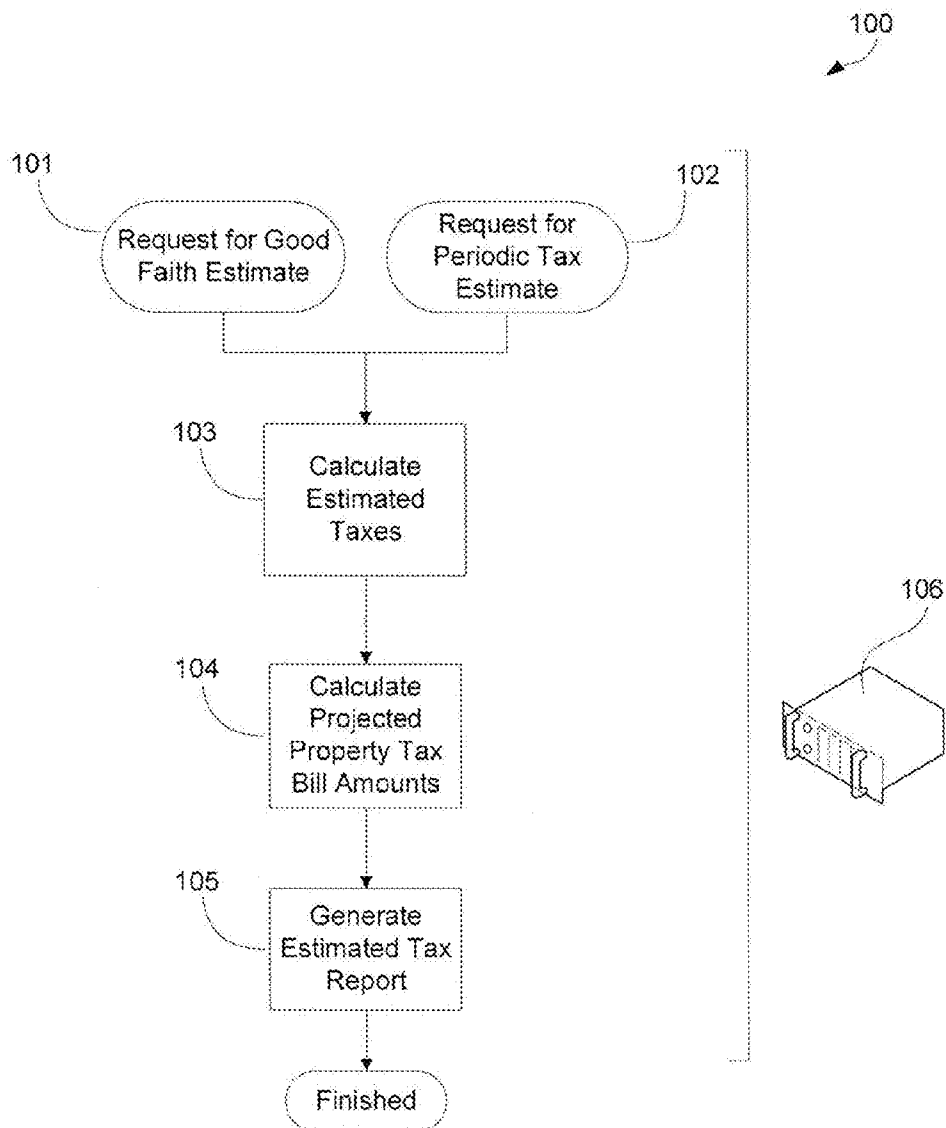 100
101
102
Request for Good
Faith Estimate
Request for
Periodic Tax
Estimate
103
Calculate
Estimated
Taxes
106
104
Calculate
Projected
Property Tax
Bill Amounts
105
Generate
Estimated Tax
Report
Finished